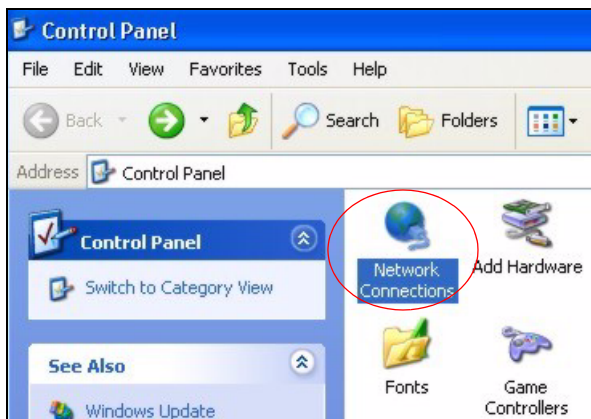 Control Panel
File Edit View Favorites Tools Help
Back Search Folders
Address Control Panel
Control Panel
Switch to Category View
See Also
Windows Update
Network
Connections
Add Hardware
Fonts
Game
Controllers